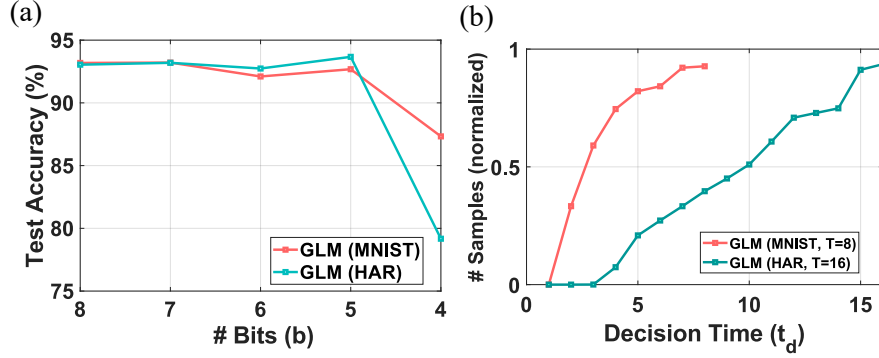 (a)
95
90
85
80
75
Test Accuracy (%)
8
7
6
5
4
# Bits (b)
GLM (MNIST)
GLM (HAR)
(b)
1
0.5
0
# Samples (normalized)
0
5
10
15
Decision Time (t_d)
GLM (MNIST, T=8)
GLM (HAR, T=16)